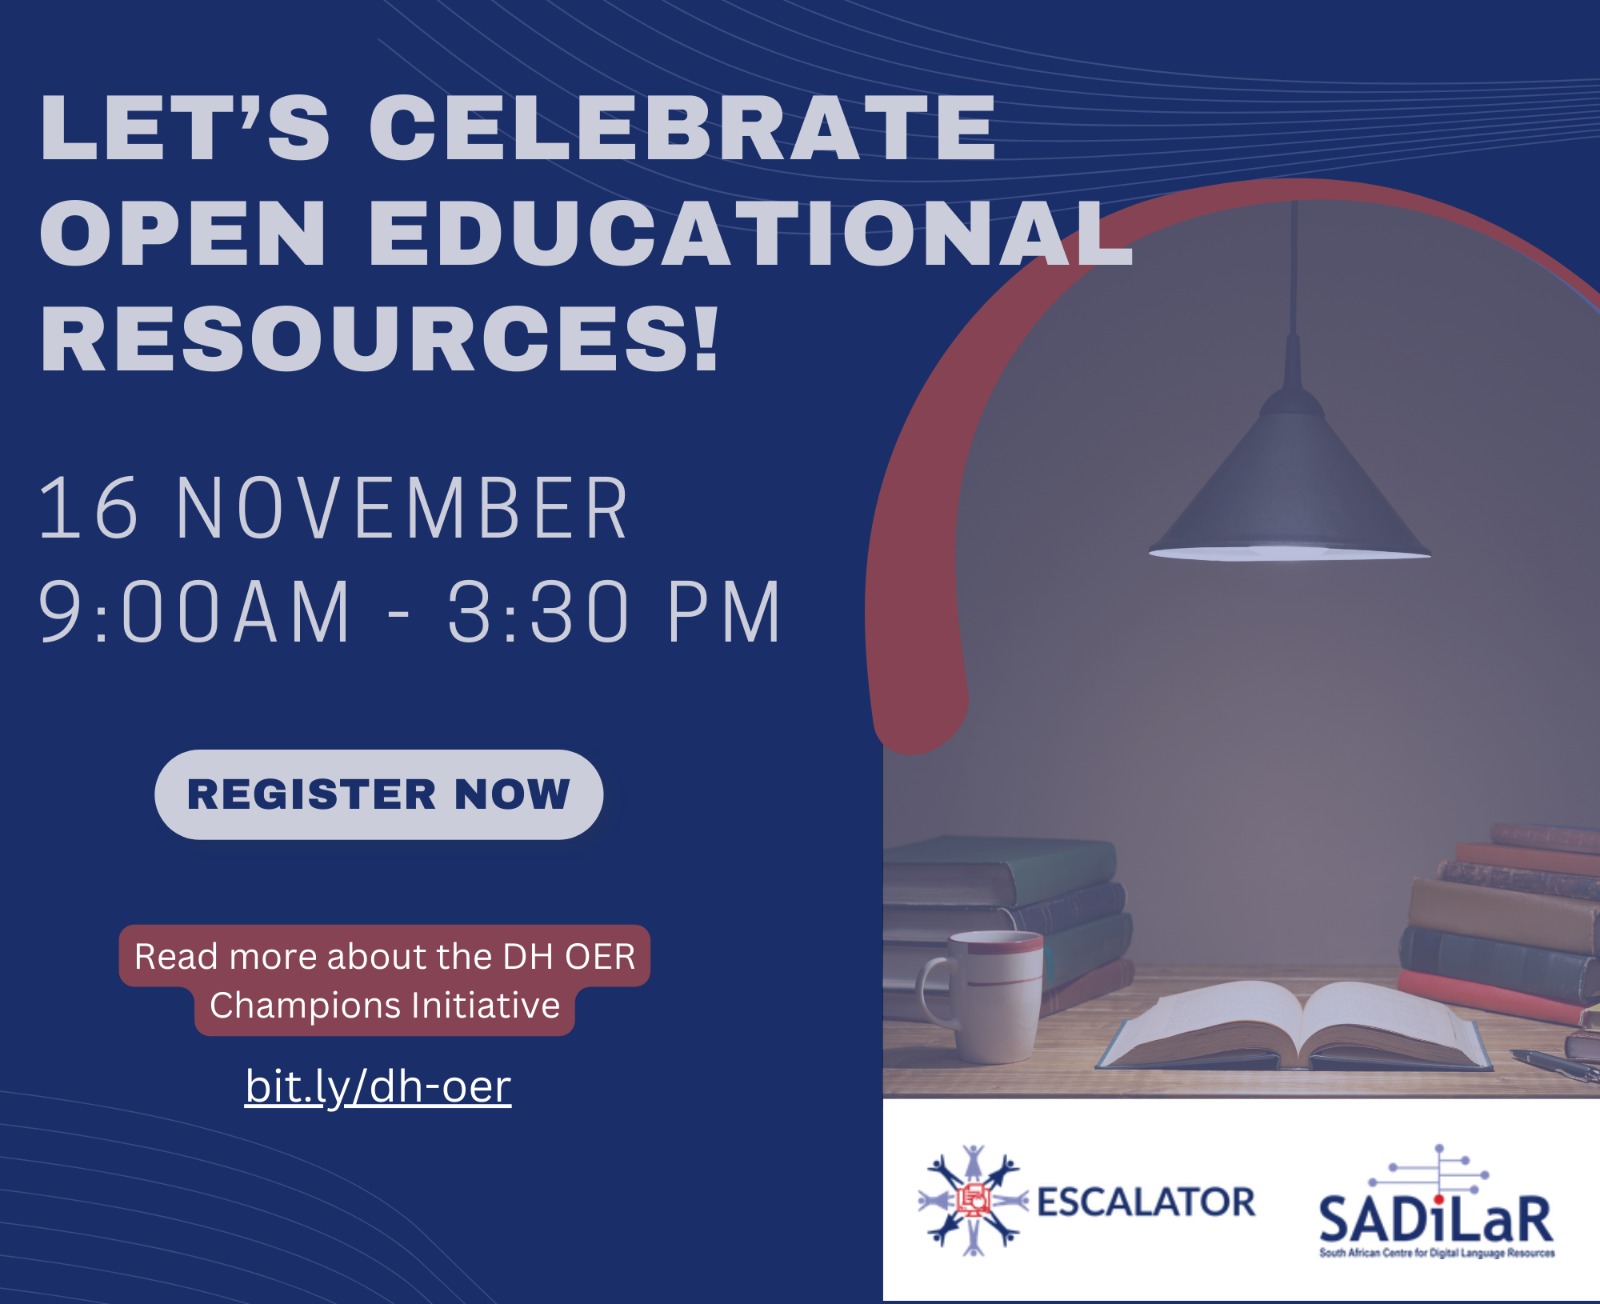 LET’S CELEBRATE
OPEN EDUCATIONAL
RESOURCES!
16 NOVEMBER
9:00AM - 3:30 PM
REGISTER NOW
Read more about the DH OER
Champions Initiative
bit.ly/dh-oer
ESCALATOR
SADiLaR
South African Centre for Digital Language Resources